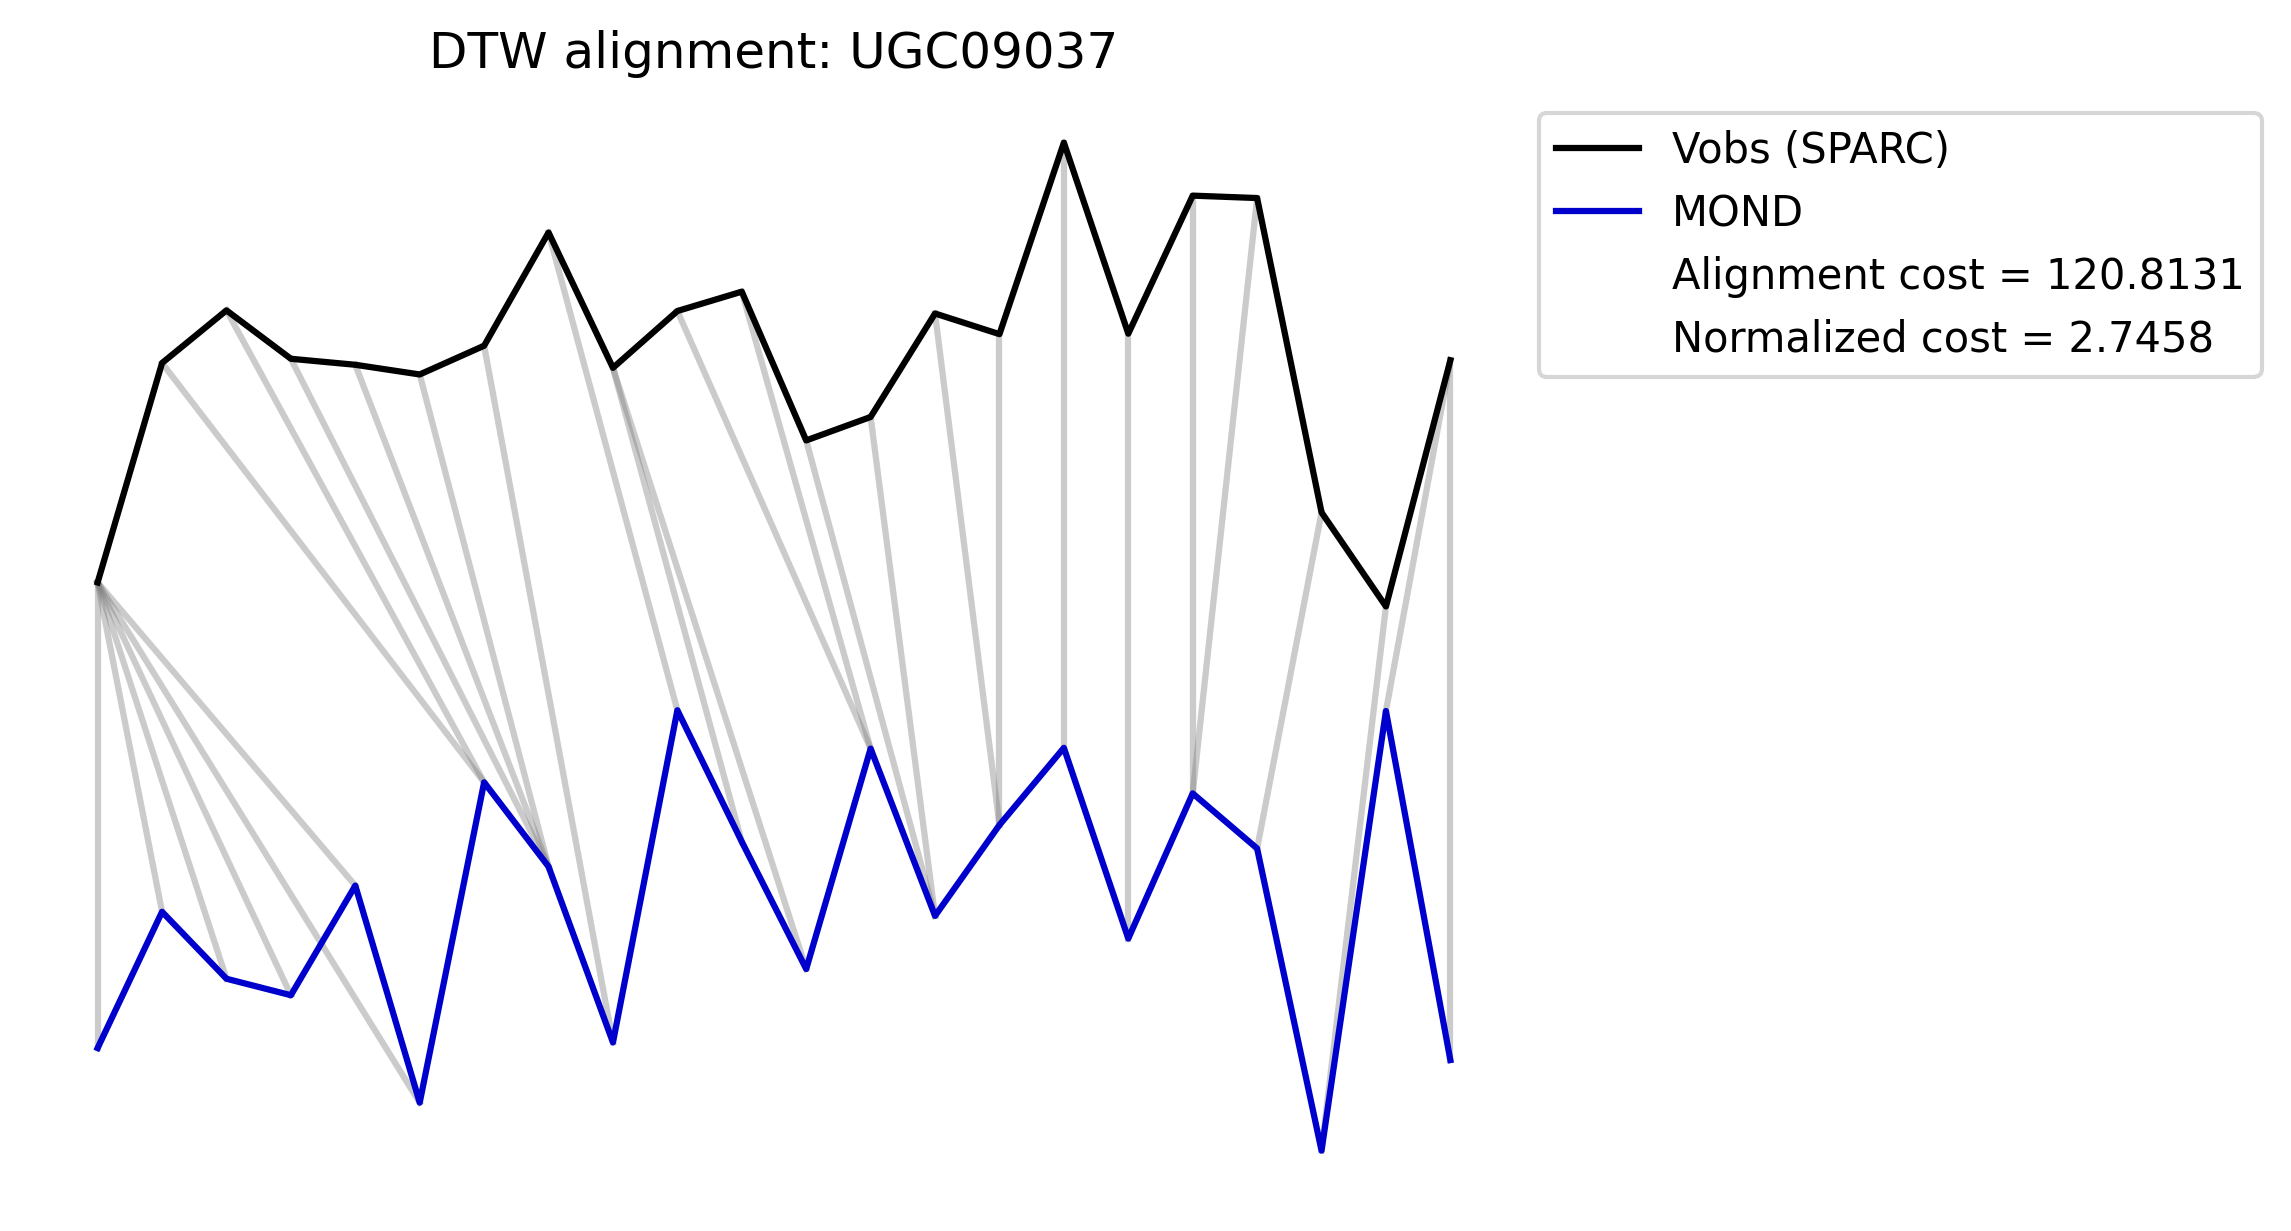 DTW alignment: UGC09037
Vobs (SPARC)
MOND
Alignment cost = 120.8131
Normalized cost = 2.7458